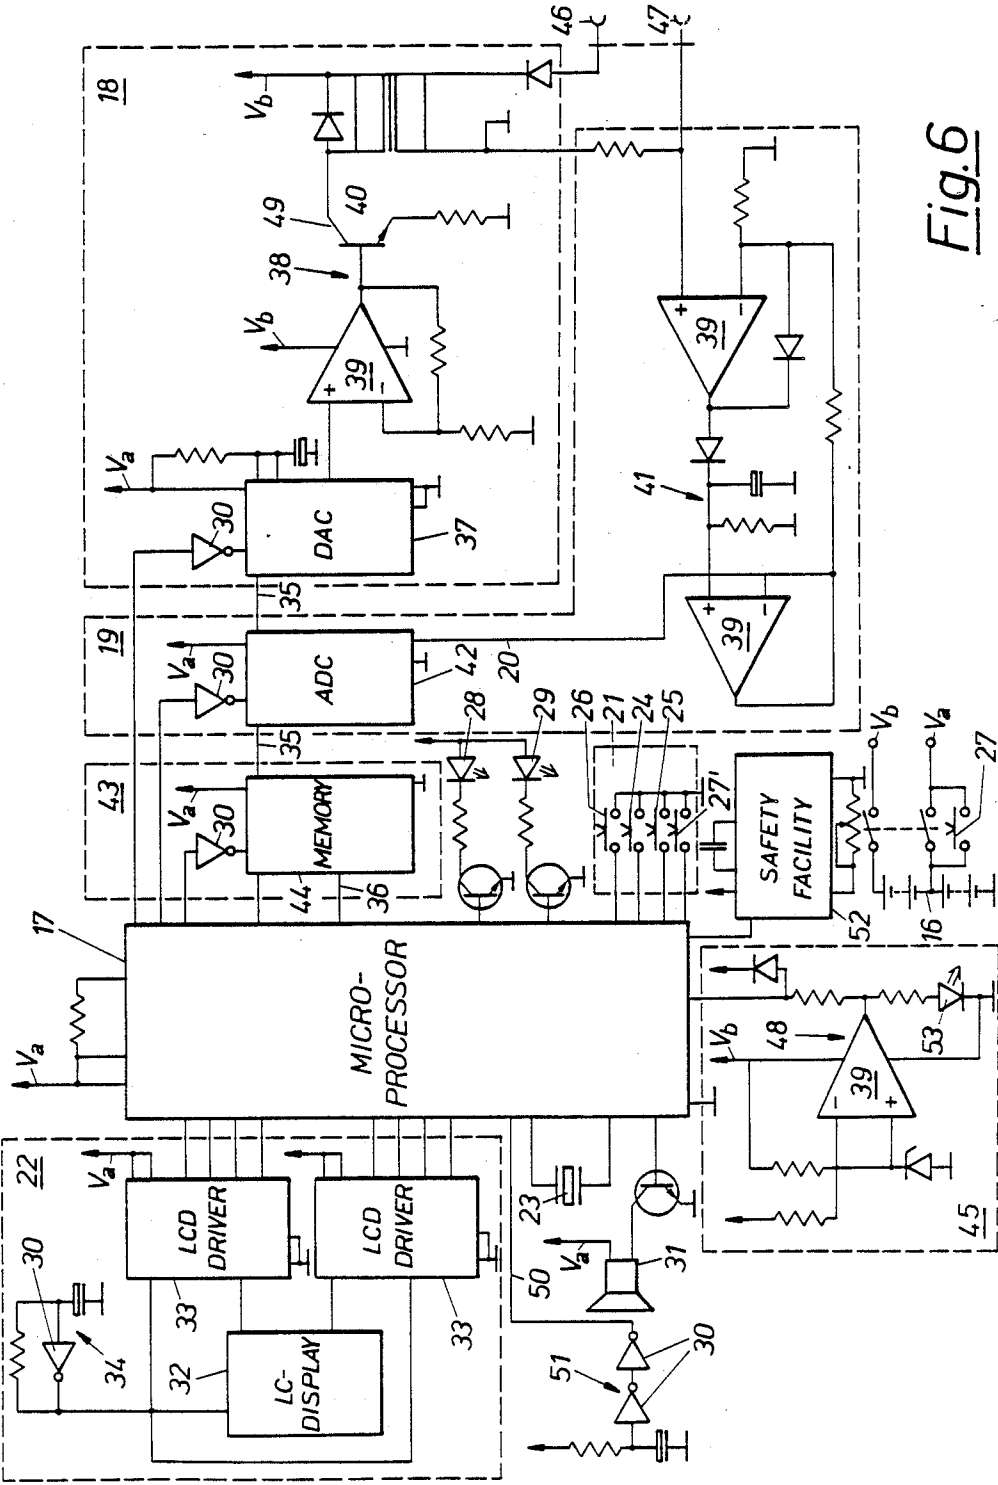 46
47
18
Vb
49
40
38
Vb
39
+
−
Va
30
DAC
37
35
Fig.6
+
−
39
41
+
−
39
20
19
Va
30
ADC
42
35
43
Va
30
MEMORY
44
36
28
29
26
21
24
25
27'
SAFETY
FACILITY
52
16
Vb
Va
27
17
Va
MICRO-
PROCESSOR
Vb
48
39
−
+
53
45
22
Va
LCD
DRIVER
33
LCD
DRIVER
33
30
34
32
LC-
DISPLAY
23
50
Va
31
51
30